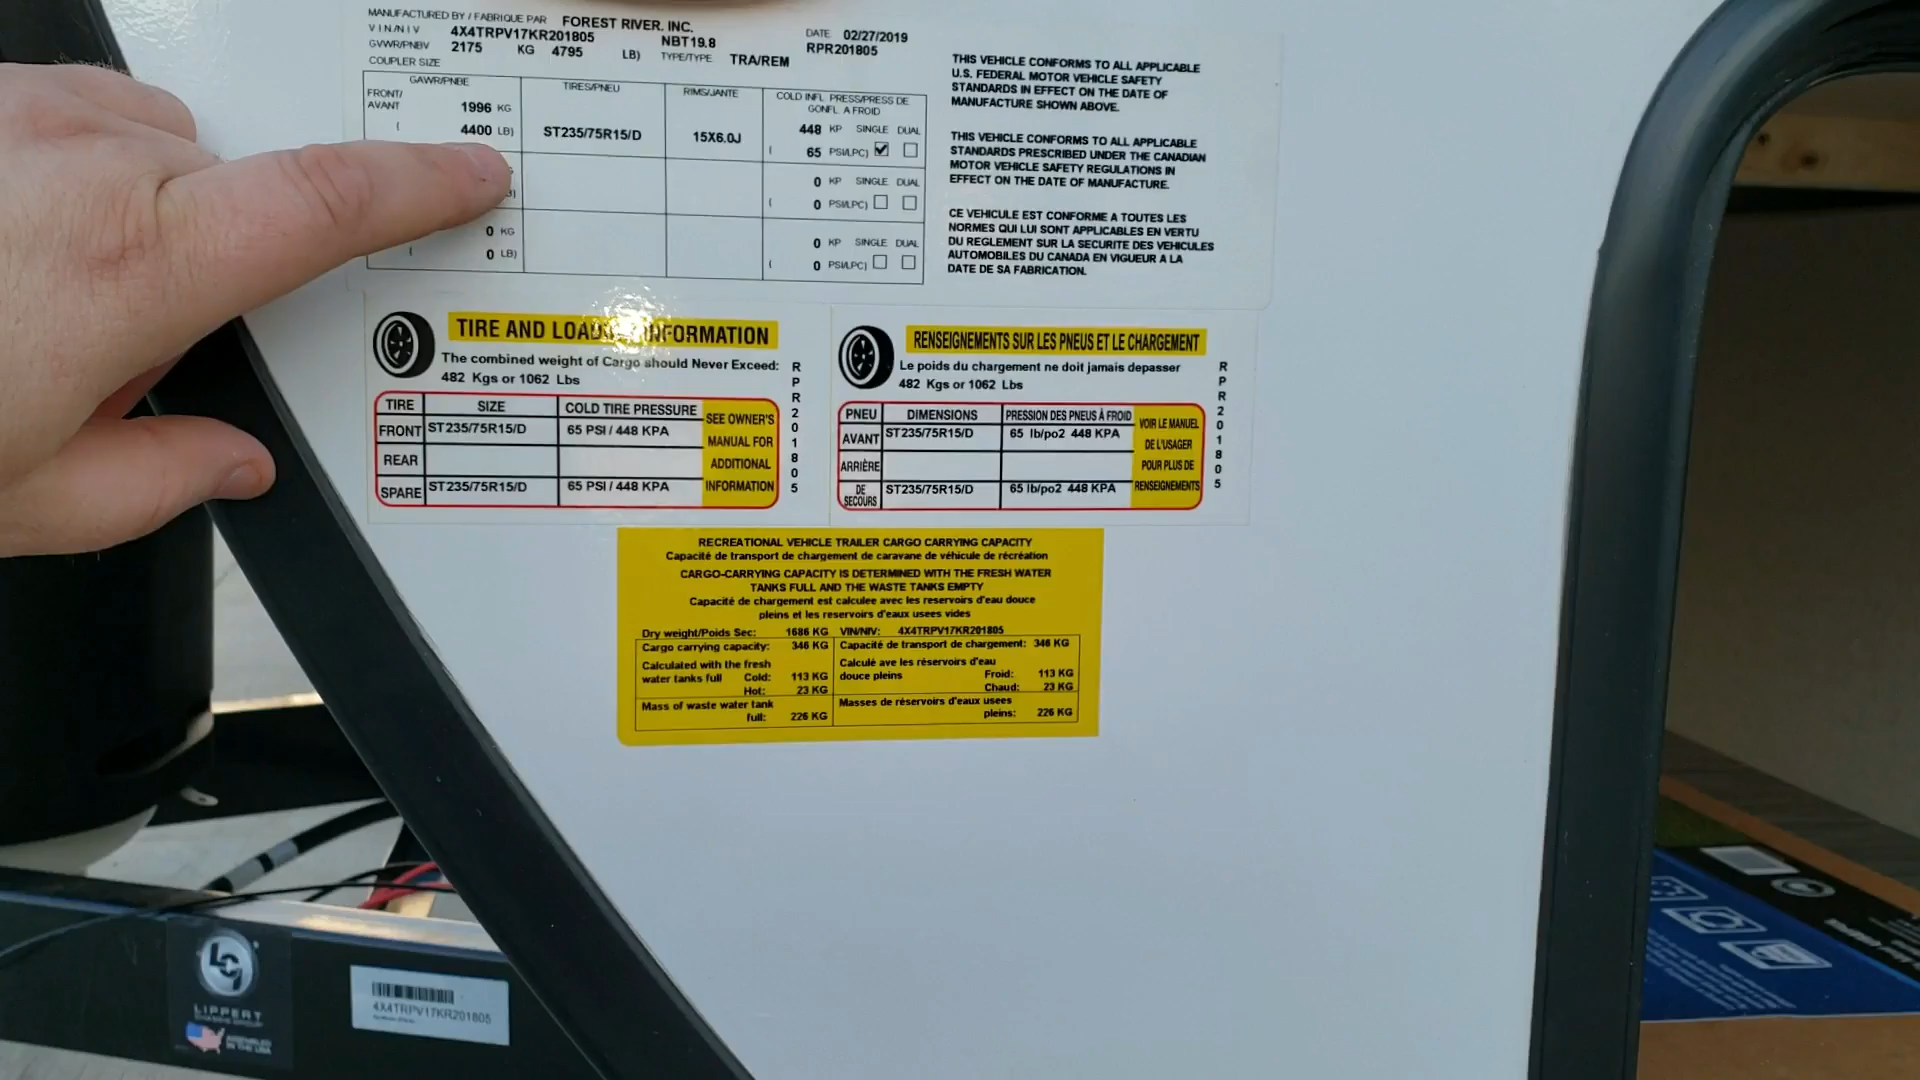 MANUFACTURED BY / FABRIQUE PAR FOREST RIVER, INC. DATE 02/27/2019
V I N / N I V 4X4TRPV17KR201805 NBT19.8 RPR201805
GVWR/PNBV 2175 KG 4795 LB) TYPE/TYPE TRA/REM
COUPLER SIZE
GAWR/PNBE TIRES/PNEU RIMS/JANTE COLD INFL PRESS/PRESS DE
GONFL A FROID
FRONT/
AVANT 1996 KG 448 KP SINGLE DUAL
( 4400 LB) ST235/75R15/D 15X6.0J ( 65 PSI/LPC)
0 KP SINGLE DUAL
( 0 PSI/LPC)
0 KG 0 KP SINGLE DUAL
( 0 LB) ( 0 PSI/LPC)
THIS VEHICLE CONFORMS TO ALL APPLICABLE
U.S. FEDERAL MOTOR VEHICLE SAFETY
STANDARDS IN EFFECT ON THE DATE OF
MANUFACTURE SHOWN ABOVE.
THIS VEHICLE CONFORMS TO ALL APPLICABLE
STANDARDS PRESCRIBED UNDER THE CANADIAN
MOTOR VEHICLE SAFETY REGULATIONS IN
EFFECT ON THE DATE OF MANUFACTURE.
CE VEHICULE EST CONFORME A TOUTES LES
NORMES QUI LUI SONT APPLICABLES EN VERTU
DU REGLEMENT SUR LA SECURITE DES VEHICULES
AUTOMOBILES DU CANADA EN VIGUEUR A LA
DATE DE SA FABRICATION.
TIRE AND LOADING INFORMATION
The combined weight of Cargo should Never Exceed:
482 Kgs or 1062 Lbs
TIRE SIZE COLD TIRE PRESSURE
FRONT ST235/75R15/D 65 PSI / 448 KPA
REAR
SPARE ST235/75R15/D 65 PSI / 448 KPA
SEE OWNER'S
MANUAL FOR
ADDITIONAL
INFORMATION
RPR201805
RENSEIGNEMENTS SUR LES PNEUS ET LE CHARGEMENT
Le poids du chargement ne doit jamais depasser
482 Kgs or 1062 Lbs
PNEU DIMENSIONS PRESSION DES PNEUS À FROID
AVANT ST235/75R15/D 65 lb/po2 448 KPA
ARRIÈRE
DE
SECOURS ST235/75R15/D 65 lb/po2 448 KPA
VOIR LE MANUEL
DE L'USAGER
POUR PLUS DE
RENSEIGNEMENTS
RPR201805
RECREATIONAL VEHICLE TRAILER CARGO CARRYING CAPACITY
Capacité de transport de chargement de caravane de véhicule de récréation
CARGO-CARRYING CAPACITY IS DETERMINED WITH THE FRESH WATER
TANKS FULL AND THE WASTE TANKS EMPTY
Capacité de chargement est calculee avec les reservoirs d'eau douce
pleins et les reservoirs d'eaux usees vides
Dry weight/Poids Sec: 1686 KG VIN/NIV: 4X4TRPV17KR201805
Cargo carrying capacity: 346 KG
Calculated with the fresh
water tanks full Cold: 113 KG
Hot: 23 KG
Mass of waste water tank
full: 226 KG
Capacité de transport de chargement: 346 KG
Calculé ave les réservoirs d'eau
douce pleins Froid: 113 KG
Chaud: 23 KG
Masses de réservoirs d'eaux usees
pleins: 226 KG
LCI
LIPPERT
ASSEMBLED
IN THE USA
4X4TRPV17KR201805